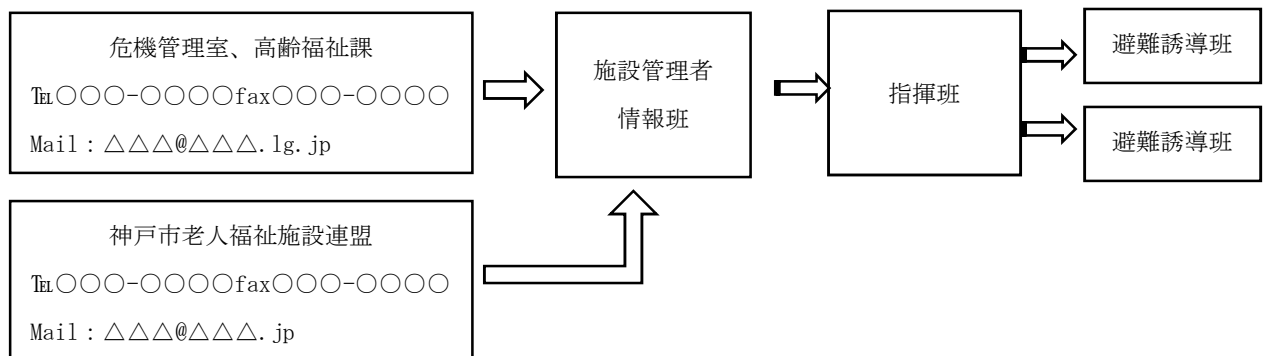 危機管理室、高齢福祉課
℡○○○-○○○○fax○○○-○○○○
Mail：△△△@△△△.lg.jp
神戸市老人福祉施設連盟
℡○○○-○○○○fax○○○-○○○○
Mail：△△△@△△△.jp
施設管理者
情報班
指揮班
避難誘導班
避難誘導班